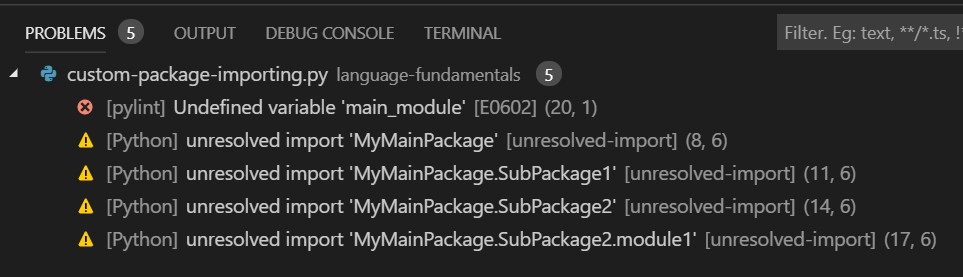 PROBLEMS 5 OUTPUT DEBUG CONSOLE TERMINAL Filter. Eg: text, **/*.ts, !*
custom-package-importing.py language-fundamentals 5
[pylint] Undefined variable 'main_module' [E0602] (20, 1)
[Python] unresolved import 'MyMainPackage' [unresolved-import] (8, 6)
[Python] unresolved import 'MyMainPackage.SubPackage1' [unresolved-import] (11, 6)
[Python] unresolved import 'MyMainPackage.SubPackage2' [unresolved-import] (14, 6)
[Python] unresolved import 'MyMainPackage.SubPackage2.module1' [unresolved-import] (17, 6)